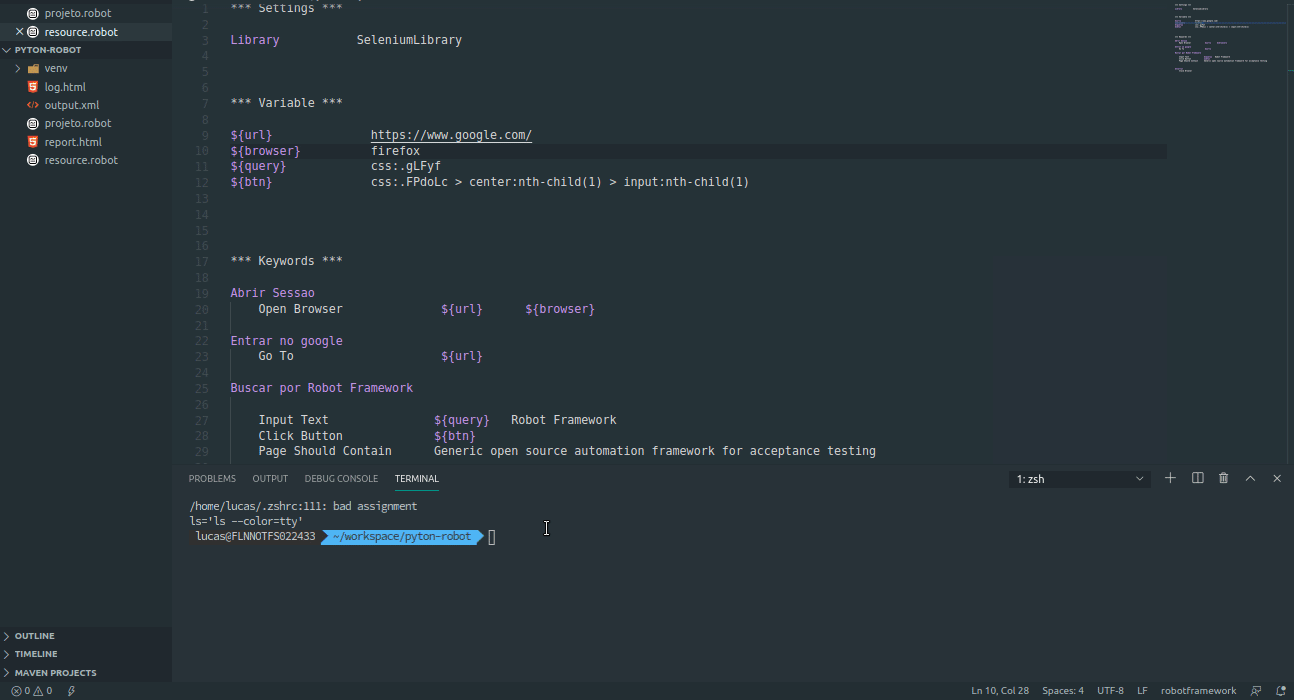 projeto.robot
resource.robot
PYTON-ROBOT
venv
log.html
output.xml
projeto.robot
report.html
resource.robot
OUTLINE
TIMELINE
MAVEN PROJECTS
1 *** Settings ***
2
3 Library SeleniumLibrary
4
5
6
7 *** Variable ***
8
9 ${url} https://www.google.com/
10 ${browser} firefox
11 ${query} css:.gLFyf
12 ${btn} css:.FPdoLc > center:nth-child(1) > input:nth-child(1)
13
14
15
16
17 *** Keywords ***
18
19 Abrir Sessao
20 Open Browser ${url} ${browser}
21
22 Entrar no google
23 Go To ${url}
24
25 Buscar por Robot Framework
26
27 Input Text ${query} Robot Framework
28 Click Button ${btn}
29 Page Should Contain Generic open source automation framework for acceptance testing
PROBLEMS OUTPUT DEBUG CONSOLE TERMINAL 1: zsh
/home/lucas/.zshrc:111: bad assignment
ls='ls --color=tty'
lucas@FLNNOTFS022433 ~/workspace/pyton-robot
0 0 Ln 10, Col 28 Spaces: 4 UTF-8 LF robotframework